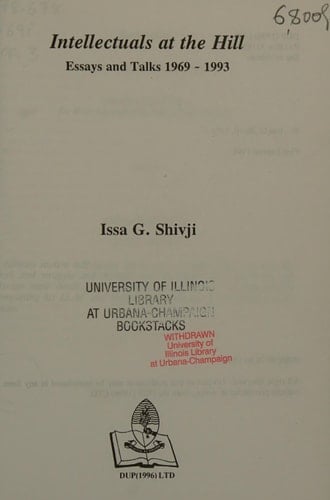 68009
Intellectuals at the Hill
Essays and Talks 1969 - 1993
Issa G. Shivji
UNIVERSITY OF ILLINOIS
LIBRARY
AT URBANA-CHAMPAIGN
BOOKSTACKS
WITHDRAWN
University of
Illinois Library
at Urbana-Champaign
DUP(1996) LTD